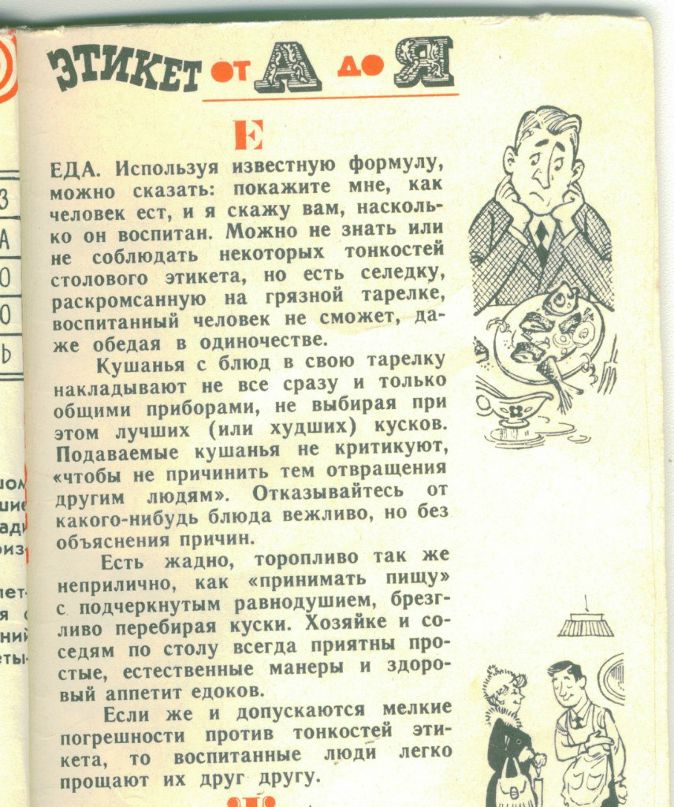 ЭТИКЕТ ОТ А ДО Я
Е
ЕДА. Используя известную формулу,
можно сказать: покажите мне, как
человек ест, и я скажу вам, насколь-
ко он воспитан. Можно не знать или
не соблюдать некоторых тонкостей
столового этикета, но есть селедку,
раскромсанную на грязной тарелке,
воспитанный человек не сможет, да-
же обедая в одиночестве.
Кушанья с блюд в свою тарелку
накладывают не все сразу и только
общими приборами, не выбирая при
этом лучших (или худших) кусков.
Подаваемые кушанья не критикуют,
«чтобы не причинить тем отвращения
другим людям». Отказывайтесь от
какого-нибудь блюда вежливо, но без
объяснения причин.
Есть жадно, торопливо так же
неприлично, как «принимать пищу»
с подчеркнутым равнодушием, брезг-
ливо перебирая куски. Хозяйке и со-
седям по столу всегда приятны про-
стые, естественные манеры и здоро-
вый аппетит едоков.
Если же и допускаются мелкие
погрешности против тонкостей эти-
кета, то воспитанные люди легко
прощают их друг другу.